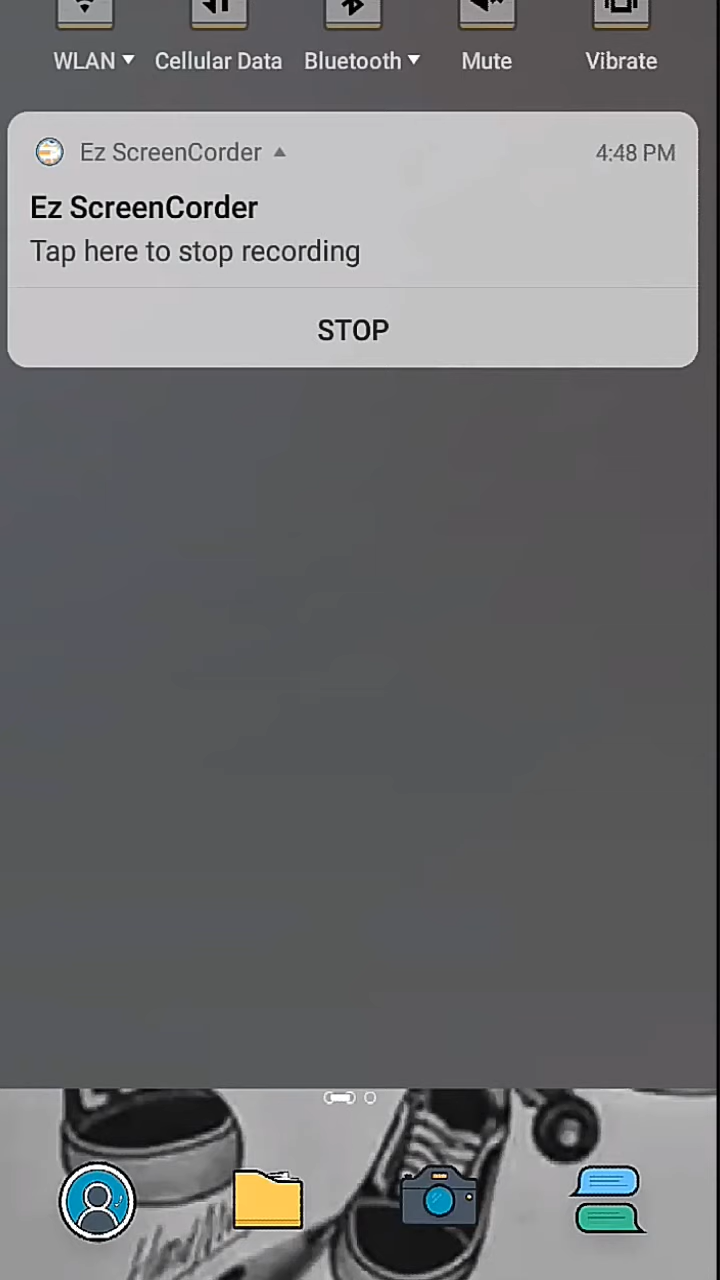 WLAN Cellular Data Bluetooth Mute Vibrate
Ez ScreenCorder 4:48 PM
Ez ScreenCorder
Tap here to stop recording
STOP